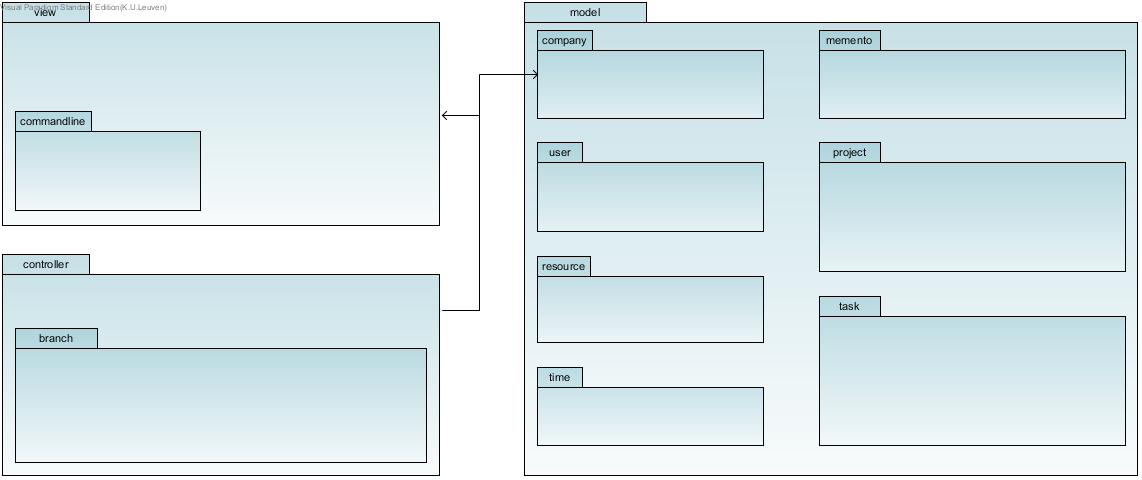 Visual Paradigm Standard Edition(K.U.Leuven)
view
model
company
memento
commandline
user
project
controller
resource
task
branch
time